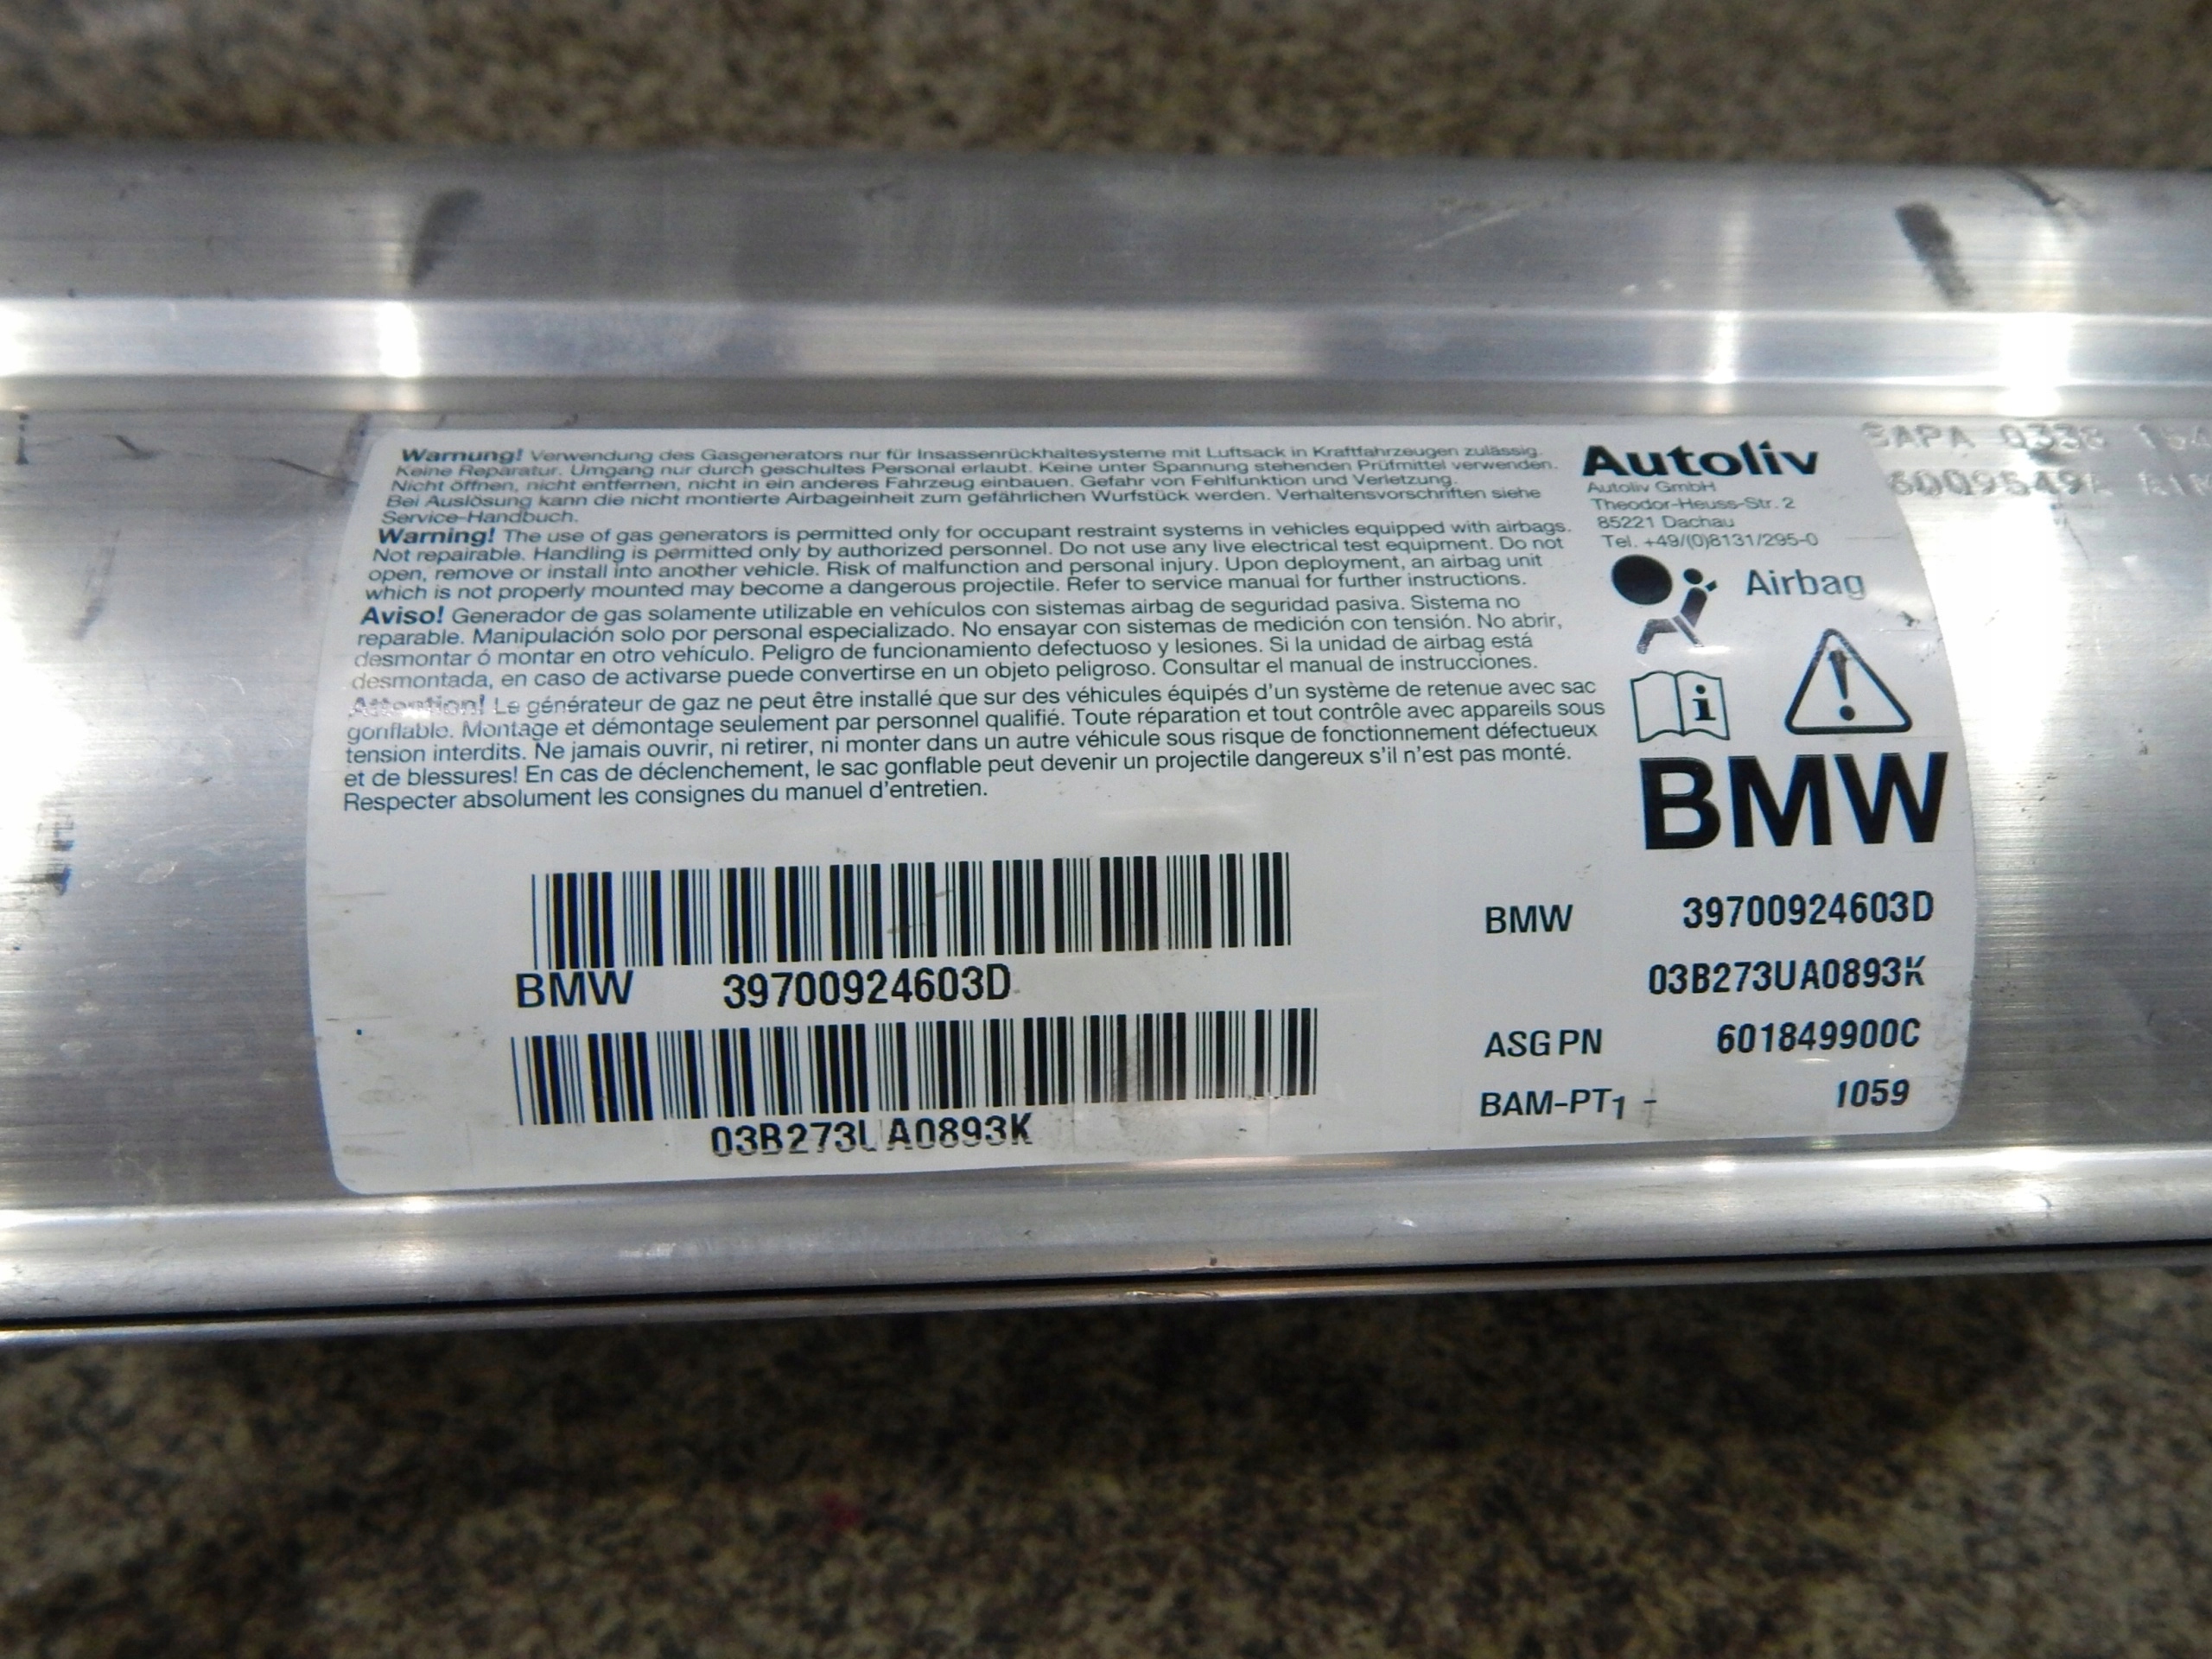 Warnung! Verwendung des Gasgenerators nur für Insassenrückhaltesysteme mit Luftsack in Kraftfahrzeugen zulässig.
Keine Reparatur. Umgang nur durch geschultes Personal erlaubt. Keine unter Spannung stehenden Prüfmittel verwenden.
Nicht öffnen, nicht entfernen, nicht in ein anderes Fahrzeug einbauen. Gefahr von Fehlfunktion und Verletzung.
Bei Auslösung kann die nicht montierte Airbageinheit zum gefährlichen Wurfstück werden. Verhaltensvorschriften siehe
Service-Handbuch.
Warning! The use of gas generators is permitted only for occupant restraint systems in vehicles equipped with airbags.
Not repairable. Handling is permitted only by authorized personnel. Do not use any live electrical test equipment. Do not
open, remove or install into another vehicle. Risk of malfunction and personal injury. Upon deployment, an airbag unit
which is not properly mounted may become a dangerous projectile. Refer to service manual for further instructions.
Aviso! Generador de gas solamente utilizable en vehículos con sistemas airbag de seguridad pasiva. Sistema no
reparable. Manipulación solo por personal especializado. No ensayar con sistemas de medición con tensión. No abrir,
desmontar ó montar en otro vehículo. Peligro de funcionamiento defectuoso y lesiones. Si la unidad de airbag está
desmontada, en caso de activarse puede convertirse en un objeto peligroso. Consultar el manual de instrucciones.
Attention! Le générateur de gaz ne peut être installé que sur des véhicules équipés d'un système de retenue avec sac
gonflable. Montage et démontage seulement par personnel qualifié. Toute réparation et tout contrôle avec appareils sous
tension interdits. Ne jamais ouvrir, ni retirer, ni monter dans un autre véhicule sous risque de fonctionnement défectueux
et de blessures! En cas de déclenchement, le sac gonflable peut devenir un projectile dangereux s'il n'est pas monté.
Respecter absolument les consignes du manuel d'entretien.
Autoliv
Autoliv GmbH
Theodor-Heuss-Str. 2
85221 Dachau
Tel. +49/(0)8131/295-0
Airbag
BMW
SAPA 0338
BMW 39700924603D
03B273UA0893K
BMW 39700924603D
03B273UA0893K
ASG PN 601849900C
BAM-PT1 - 1059